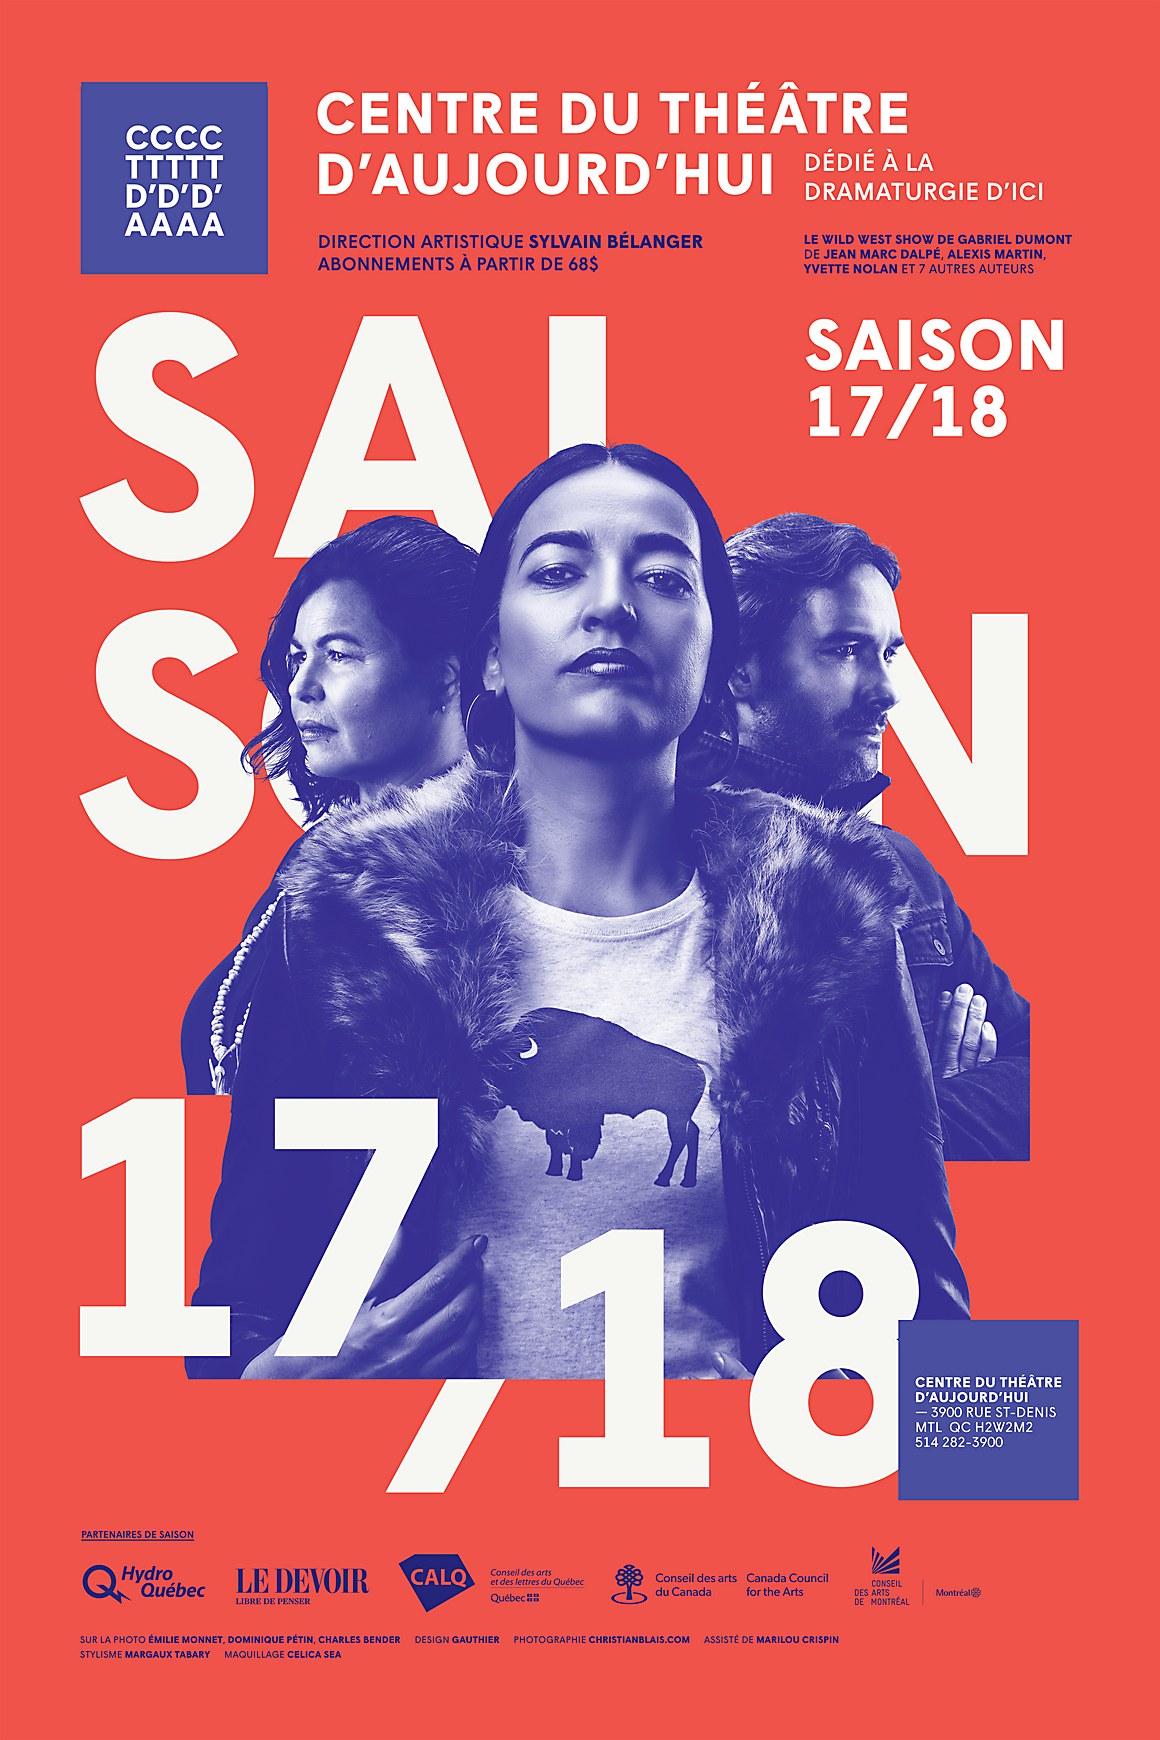 CCCC
TTTTT
D'D'D'
AAAA
CENTRE DU THÉÂTRE
D'AUJOURD'HUI
DÉDIÉ À LA
DRAMATURGIE D'ICI
DIRECTION ARTISTIQUE SYLVAIN BÉLANGER
ABONNEMENTS À PARTIR DE 68$
LE WILD WEST SHOW DE GABRIEL DUMONT
DE JEAN MARC DALPÉ, ALEXIS MARTIN,
YVETTE NOLAN ET 7 AUTRES AUTEURS
SAISON
17/18
SAI
SON
17
/18
CENTRE DU THÉÂTRE
D'AUJOURD'HUI
— 3900 RUE ST-DENIS
MTL QC H2W2M2
514 282-3900
PARTENAIRES DE SAISON
Hydro
Québec
LE DEVOIR
LIBRE DE PENSER
CALQ
Conseil des arts
et des lettres du Québec
Québec
Conseil des arts
du Canada
Canada Council
for the Arts
CONSEIL
DES ARTS
DE MONTRÉAL
Montréal
SUR LA PHOTO ÉMILIE MONNET, DOMINIQUE PÉTIN, CHARLES BENDER DESIGN GAUTHIER PHOTOGRAPHIE CHRISTIANBLAIS.COM ASSISTÉ DE MARILOU CRISPIN
STYLISME MARGAUX TABARY MAQUILLAGE CELICA SEA